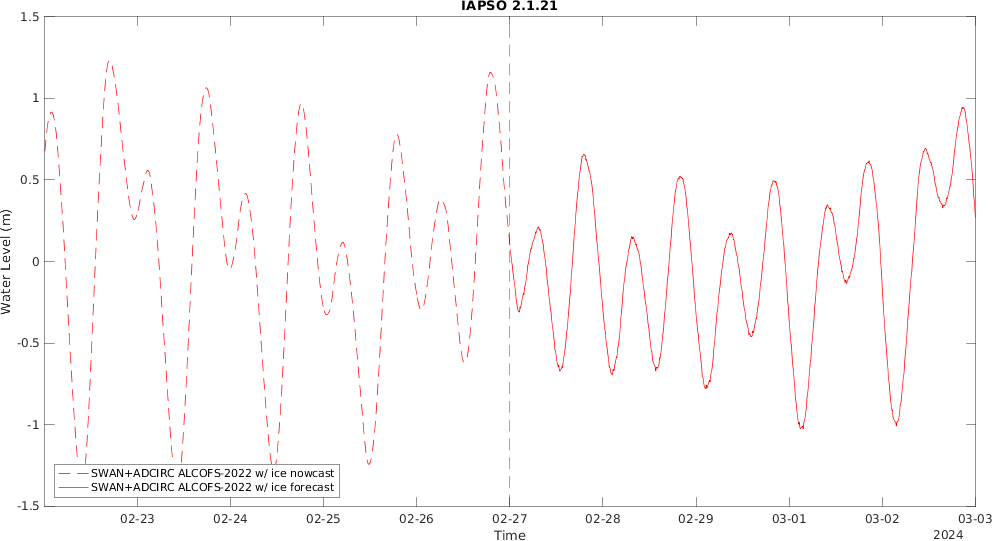 IAPSO 2.1.21
1.5
1
0.5
0
-0.5
-1
-1.5
Water Level (m)
SWAN+ADCIRC ALCOFS-2022 w/ ice nowcast
SWAN+ADCIRC ALCOFS-2022 w/ ice forecast
02-23 02-24 02-25 02-26 02-27 02-28 02-29 03-01 03-02 03-03
Time
2024